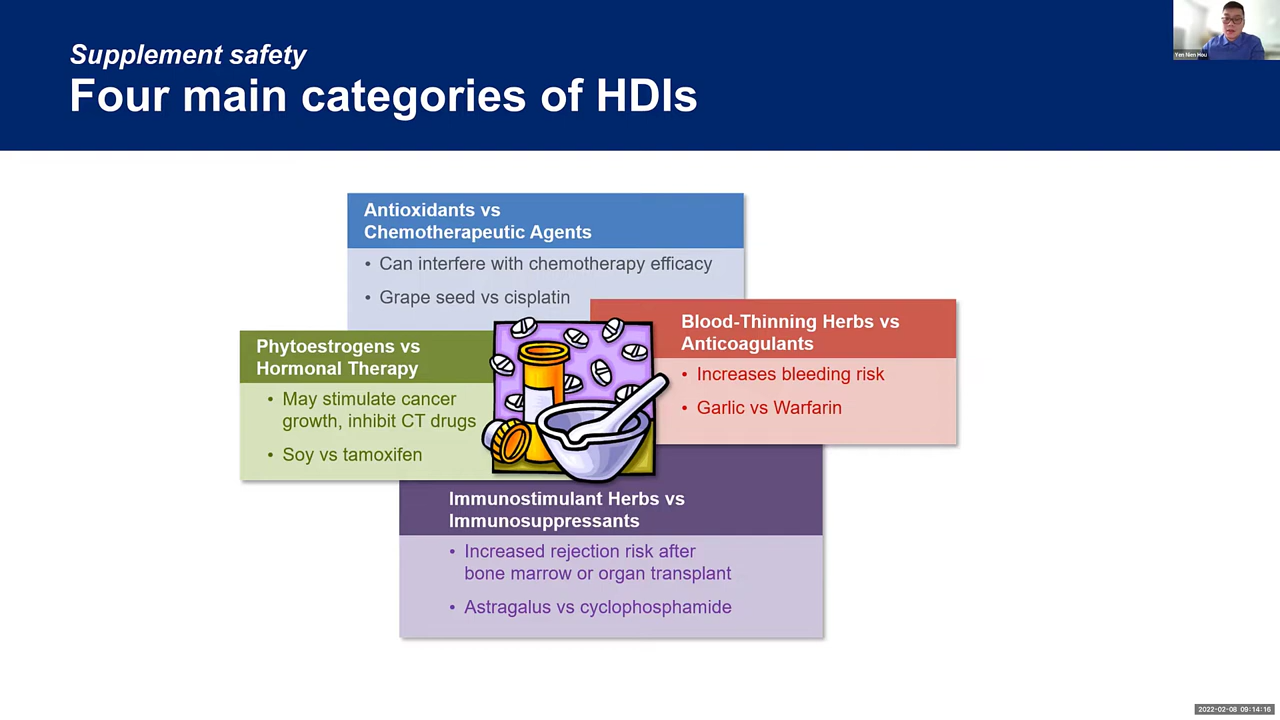 Supplement safety
Four main categories of HDIs
Yen Nien Hou
Antioxidants vs
Chemotherapeutic Agents
• Can interfere with chemotherapy efficacy
• Grape seed vs cisplatin
Blood-Thinning Herbs vs
Anticoagulants
• Increases bleeding risk
• Garlic vs Warfarin
Phytoestrogens vs
Hormonal Therapy
• May stimulate cancer
growth, inhibit CT drugs
• Soy vs tamoxifen
Immunostimulant Herbs vs
Immunosuppressants
• Increased rejection risk after
bone marrow or organ transplant
• Astragalus vs cyclophosphamide
2022-02-08 09:14:16